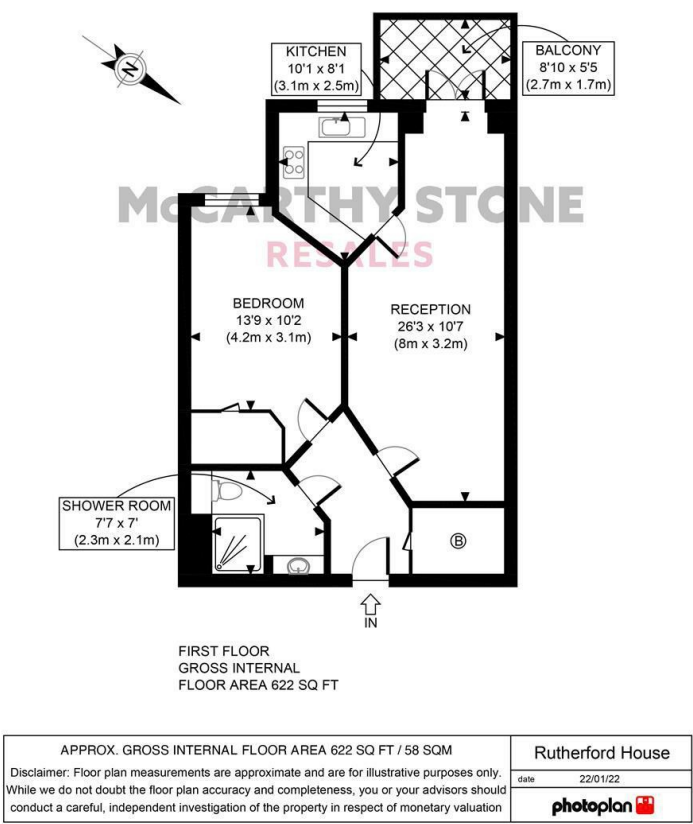 N
KITCHEN
10'1 x 8'1
(3.1m x 2.5m)
BALCONY
8'10 x 5'5
(2.7m x 1.7m)
McCARTHY STONE
RESALES
BEDROOM
13'9 x 10'2
(4.2m x 3.1m)
RECEPTION
26'3 x 10'7
(8m x 3.2m)
SHOWER ROOM
7'7 x 7'
(2.3m x 2.1m)
B
IN
FIRST FLOOR
GROSS INTERNAL
FLOOR AREA 622 SQ FT
APPROX. GROSS INTERNAL FLOOR AREA 622 SQ FT / 58 SQM
Disclaimer: Floor plan measurements are approximate and are for illustrative purposes only.
While we do not doubt the floor plan accuracy and completeness, you or your advisors should
conduct a careful, independent investigation of the property in respect of monetary valuation
Rutherford House
date 22/01/22
photoplan